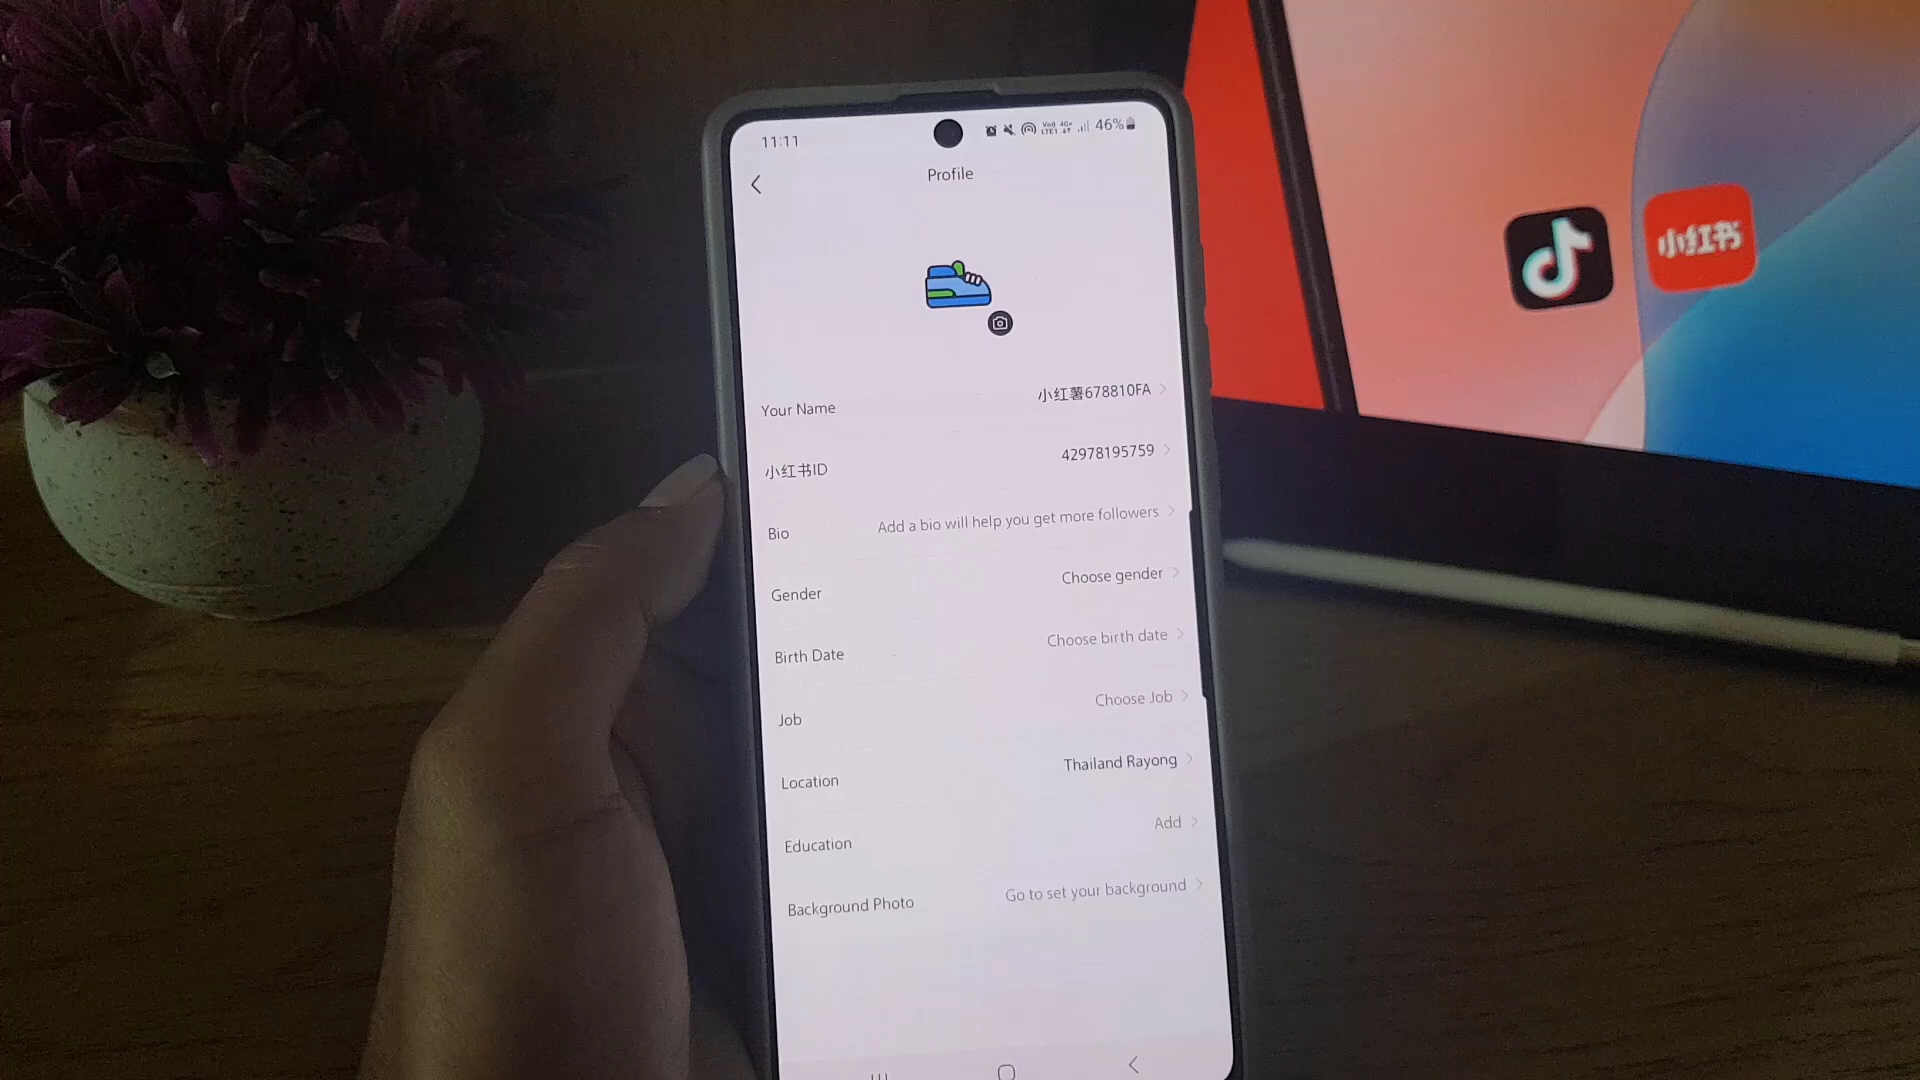 11:11
46%
Profile
Your Name
小红薯678810FA
小红书ID
42978195759
Bio
Add a bio will help you get more followers
Gender
Choose gender
Birth Date
Choose birth date
Job
Choose Job
Location
Thailand Rayong
Education
Add
Background Photo
Go to set your background
小红书